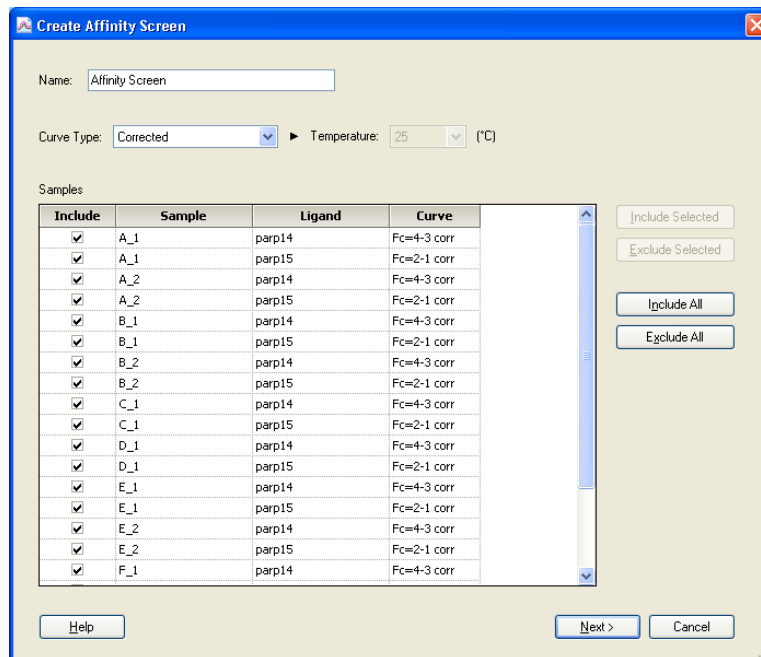 Create Affinity Screen
Name: Affinity Screen
Curve Type: Corrected Temperature: 25 (°C)
Samples
Include Sample Ligand Curve
A_1 parp14 Fc=4-3 corr
A_1 parp15 Fc=2-1 corr
A_2 parp14 Fc=4-3 corr
A_2 parp15 Fc=2-1 corr
B_1 parp14 Fc=4-3 corr
B_1 parp15 Fc=2-1 corr
B_2 parp14 Fc=4-3 corr
B_2 parp15 Fc=2-1 corr
C_1 parp14 Fc=4-3 corr
C_1 parp15 Fc=2-1 corr
D_1 parp14 Fc=4-3 corr
D_1 parp15 Fc=2-1 corr
E_1 parp14 Fc=4-3 corr
E_1 parp15 Fc=2-1 corr
E_2 parp14 Fc=4-3 corr
E_2 parp15 Fc=2-1 corr
F_1 parp14 Fc=4-3 corr
Include Selected
Exclude Selected
Include All
Exclude All
Help Next > Cancel